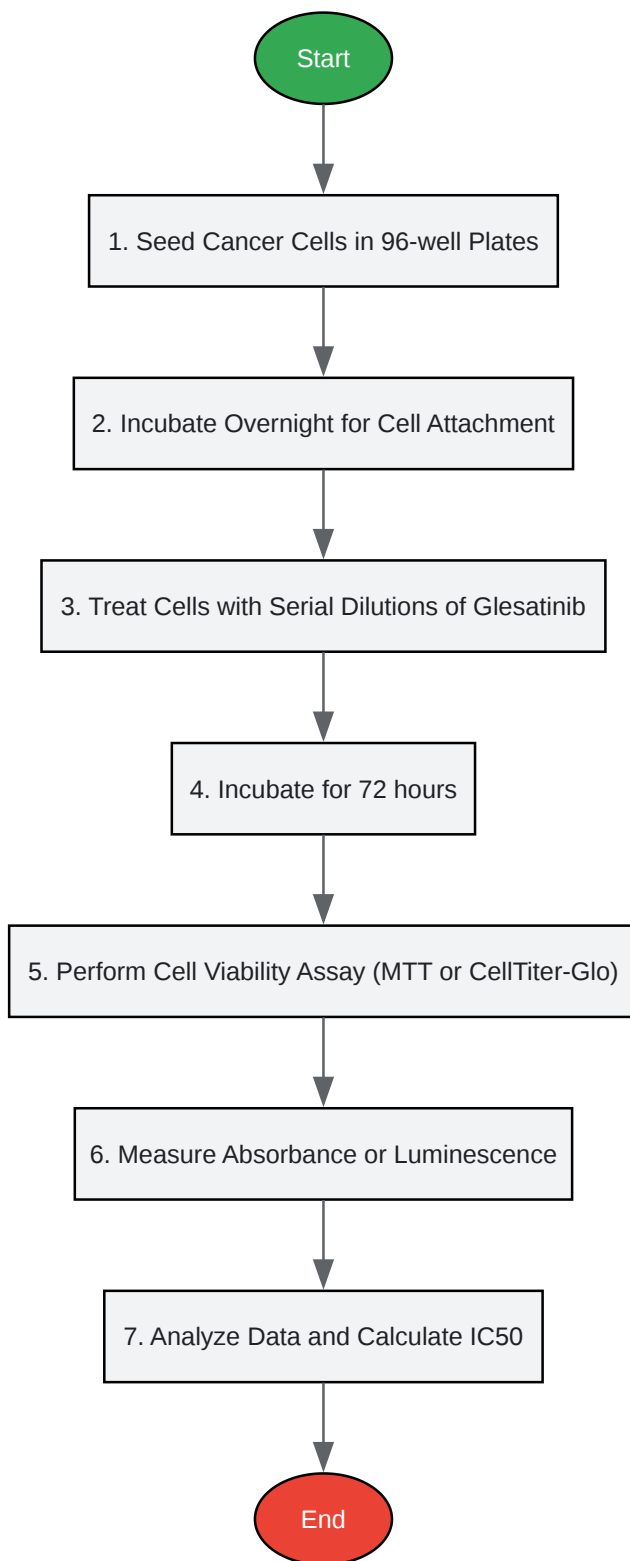 Start
1. Seed Cancer Cells in 96-well Plates
2. Incubate Overnight for Cell Attachment
3. Treat Cells with Serial Dilutions of Glesatinib
4. Incubate for 72 hours
5. Perform Cell Viability Assay (MTT or CellTiter-Glo)
6. Measure Absorbance or Luminescence
7. Analyze Data and Calculate IC50
End